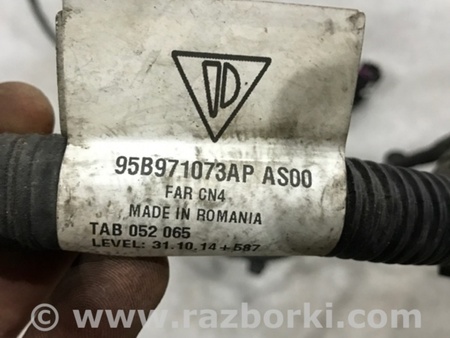 95B971073AP AS00
FAR CN4
MADE IN ROMANIA
TAB 052 065
LEVEL: 31.10.14 + 587
© www.razborki.com